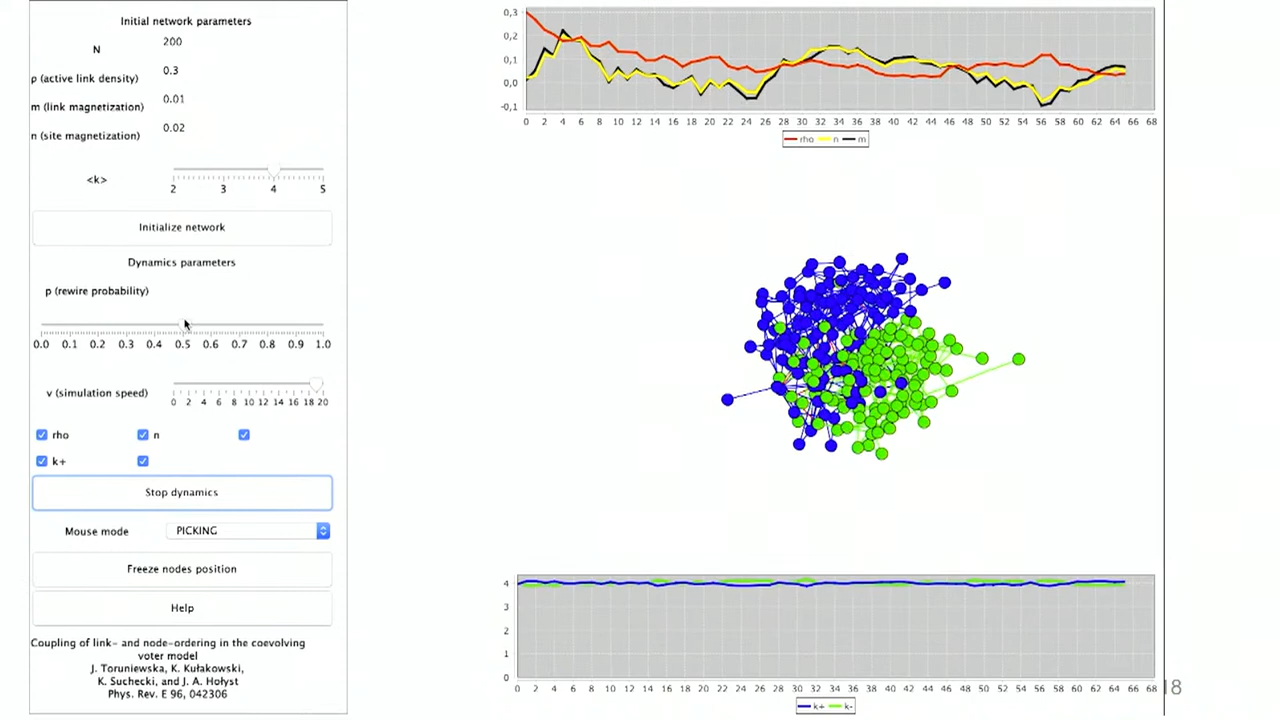 Initial network parameters
N 200
ρ (active link density) 0.3
m (link magnetization) 0.01
n (site magnetization) 0.02
<k>
2 3 4 5
Initialize network
Dynamics parameters
p (rewire probability)
0.0 0.1 0.2 0.3 0.4 0.5 0.6 0.7 0.8 0.9 1.0
v (simulation speed)
0 2 4 6 8 10 12 14 16 18 20
rho n
k+
Stop dynamics
Mouse mode PICKING
Freeze nodes position
Help
Coupling of link- and node-ordering in the coevolving
voter model
J. Toruniewska, K. Kułakowski,
K. Suchecki, and J. A. Hołyst
Phys. Rev. E 96, 042306
0,3
0,2
0,1
0,0
-0,1
0 2 4 6 8 10 12 14 16 18 20 22 24 26 28 30 32 34 36 38 40 42 44 46 48 50 52 54 56 58 60 62 64 66 68
rho n m
4
3
2
1
0
0 2 4 6 8 10 12 14 16 18 20 22 24 26 28 30 32 34 36 38 40 42 44 46 48 50 52 54 56 58 60 62 64 66 68
k+ k-
18